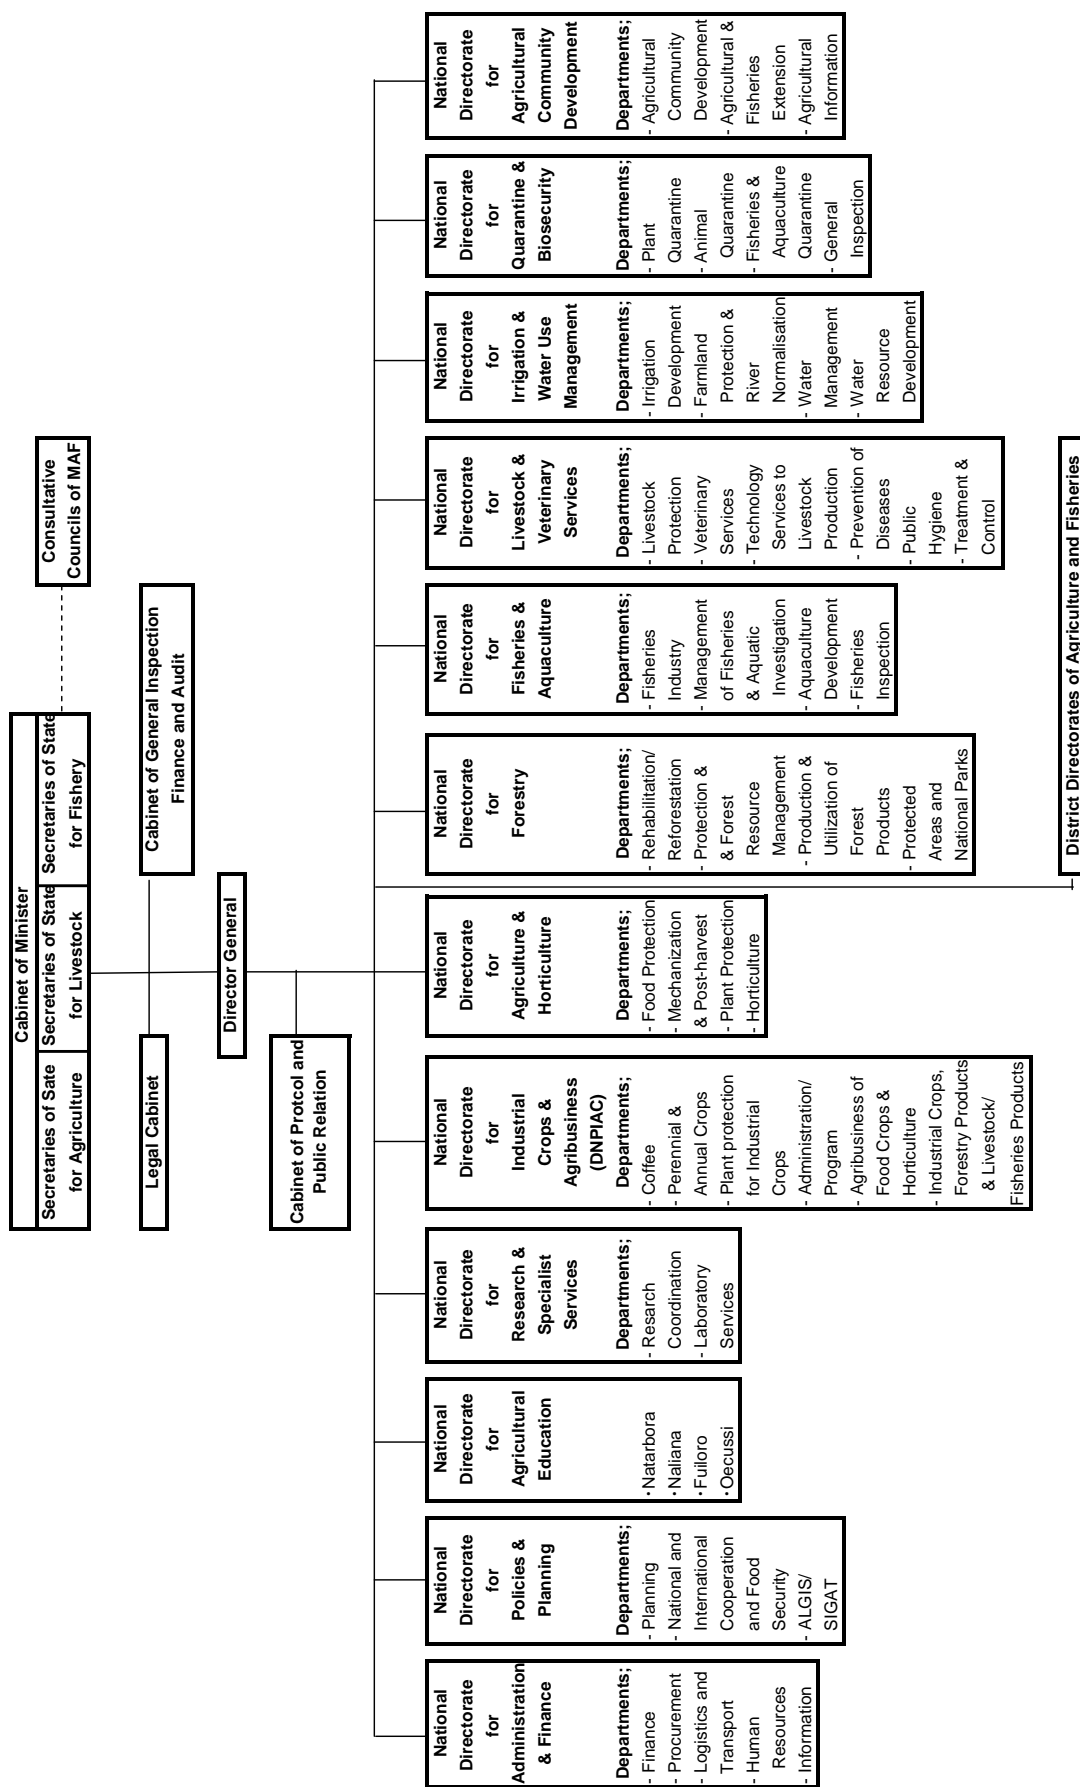 Cabinet of Minister
Secretaries of Sate
for Agriculture
Secretaries of State
for Livestock
Secretaries of State
for Fishery
Consultative
Councils of MAF
Legal Cabinet
Cabinet of General Inspection
Finance and Audit
Director General
Cabinet of Protcol and
Public Relation
National
Directorate
for
Administration
& Finance
Departments;
- Finance
- Procurement
- Logistics and
Transport
- Human
Resources
- Information
National
Directorate
for
Policies &
Planning
Departments;
- Planning
- National and
International
Cooperation
and Food
Security
- ALGIS/
SIGAT
National
Directorate
for
Agricultural
Education
・Natarbora
・Naliana
・Fuiloro
・Oecussi
National
Directorate
for
Research &
Specialist
Services
Departments;
- Resarch
Coordination
- Laboratory
Services
National
Directorate
for
Industrial
Crops &
Agribusiness
(DNPIAC)
Departments;
- Coffee
- Perennial &
Annual Crops
- Plant protection
for Industrial
Crops
- Administration/
Program
- Agribusiness of
Food Crops &
Horticulture
- Industrial Crops,
Forestry Products
& Livestock/
Fisheries Products
National
Directorate
for
Agriculture &
Horticulture
Departments;
- Food Protection
- Mechanization
& Post-harvest
- Plant Protection
- Horticulture
National
Directorate
for
Forestry
Departments;
- Rehabilitation/
Reforestation
- Protection &
& Forest
Resource
Management
- Production &
Utilization of
Forest
Products
- Protected
Areas and
National Parks
National
Directorate
for
Fisheries &
Aquaculture
Departments;
- Fisheries
Industry
- Management
of Fisheries
& Aquatic
Investigation
- Aquaculture
Development
- Fisheries
Inspection
National
Directorate
for
Livestock &
Veterinary
Services
Departments;
- Livestock
Protection
- Veterinary
Services
- Technology
Services to
Livestock
Production
- Prevention of
Diseases
- Public
Hygiene
- Treatment &
Control
National
Directorate
for
Irrigation &
Water Use
Management
Departments;
- Irrigation
Development
- Farmland
Protection &
River
Normalisation
- Water
Management
- Water
Resource
Development
National
Directorate
for
Quarantine &
Biosecurity
Departments;
- Plant
Quarantine
- Animal
Quarantine
- Fisheries &
Aquaculture
Quarantine
- General
Inspection
National
Directorate
for
Agricultural
Community
Development
Departments;
- Agricultural
Community
Development
- Agricultural &
Fisheries
Extension
- Agricultural
Information
District Directorates of Agriculture and Fisheries